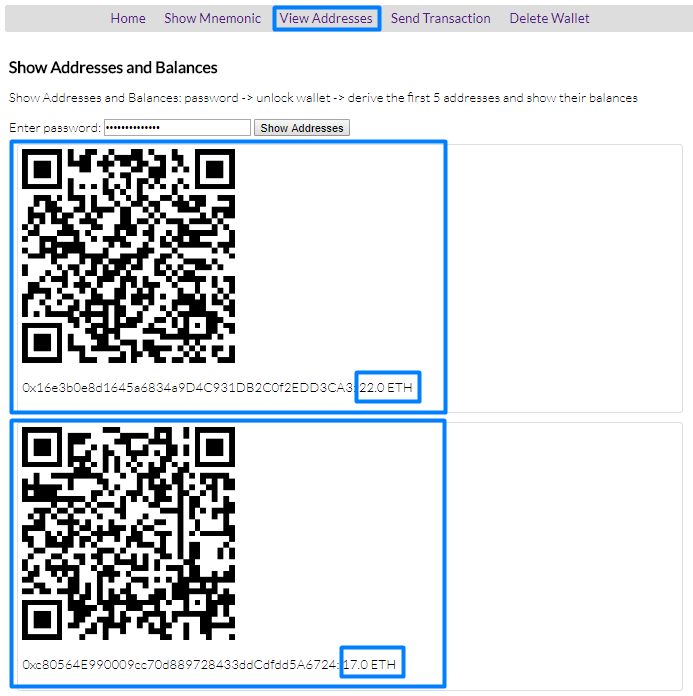 Home Show Mnemonic View Addresses Send Transaction Delete Wallet
Show Addresses and Balances
Show Addresses and Balances: password -> unlock wallet -> derive the first 5 addresses and show their balances
Enter password: •••••••••••••• Show Addresses
0x16e3b0e8d1645a6834a9D4C931DB2C0f2EDD3CA3: 22.0 ETH
0xc80564E990009cc70d889728433ddCdfdd5A6724: 17.0 ETH